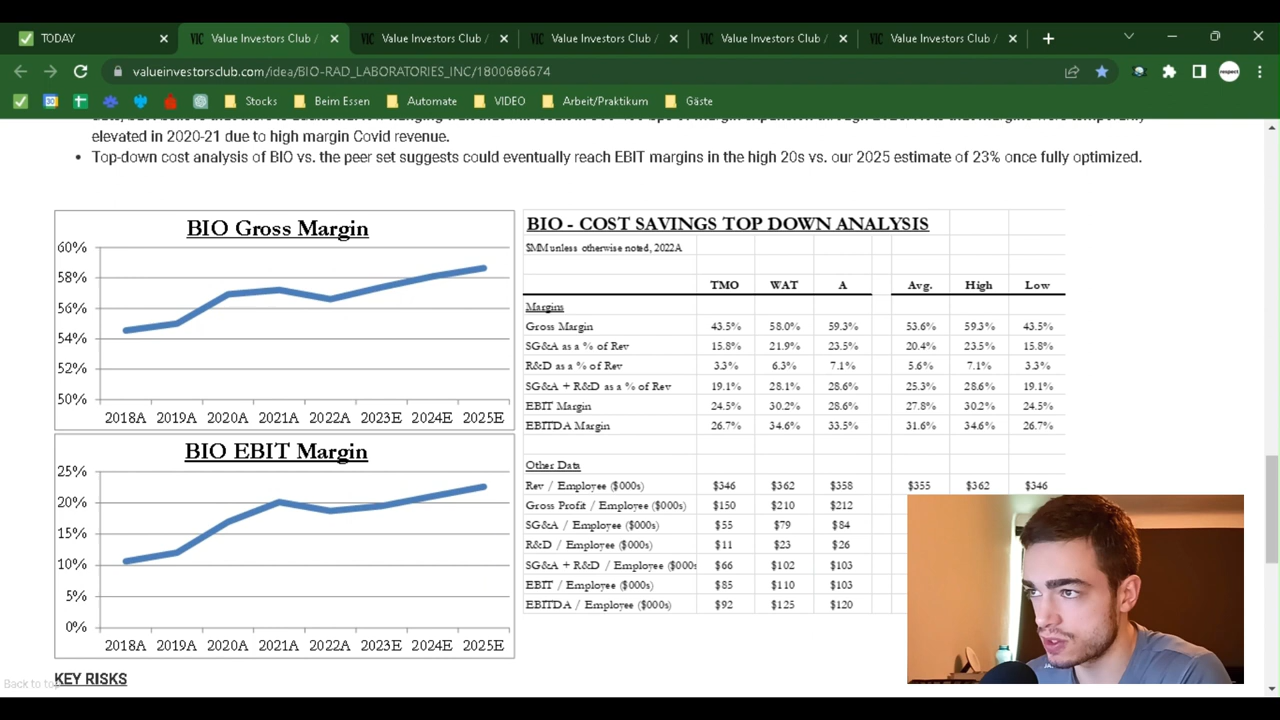 TODAY
Value Investors Club /
Value Investors Club /
Value Investors Club /
Value Investors Club /
Value Investors Club /
valueinvestorsclub.com/idea/BIO-RAD_LABORATORIES_INC/1800686674
Stocks
Beim Essen
Automate
VIDEO
Arbeit/Praktikum
Gäste
elevated in 2020-21 due to high margin Covid revenue.
• Top-down cost analysis of BIO vs. the peer set suggests could eventually reach EBIT margins in the high 20s vs. our 2025 estimate of 23% once fully optimized.
BIO Gross Margin
60%
58%
56%
54%
52%
50%
2018A 2019A 2020A 2021A 2022A 2023E 2024E 2025E
BIO EBIT Margin
25%
20%
15%
10%
5%
0%
2018A 2019A 2020A 2021A 2022A 2023E 2024E 2025E
BIO - COST SAVINGS TOP DOWN ANALYSIS
$MM unless otherwise noted, 2022A
TMO WAT A Avg. High Low
Margins
Gross Margin 43.5% 58.0% 59.3% 53.6% 59.3% 43.5%
SG&A as a % of Rev 15.8% 21.9% 23.5% 20.4% 23.5% 15.8%
R&D as a % of Rev 3.3% 6.3% 7.1% 5.6% 7.1% 3.3%
SG&A + R&D as a % of Rev 19.1% 28.1% 28.6% 25.3% 28.6% 19.1%
EBIT Margin 24.5% 30.2% 28.6% 27.8% 30.2% 24.5%
EBITDA Margin 26.7% 34.6% 33.5% 31.6% 34.6% 26.7%
Other Data
Rev / Employee ($000s) $346 $362 $358 $355 $362 $346
Gross Profit / Employee ($000s) $150 $210 $212
SG&A / Employee ($000s) $55 $79 $84
R&D / Employee ($000s) $11 $23 $26
SG&A + R&D / Employee ($000s $66 $102 $103
EBIT / Employee ($000s) $85 $110 $103
EBITDA / Employee ($000s) $92 $125 $120
KEY RISKS
Back to top